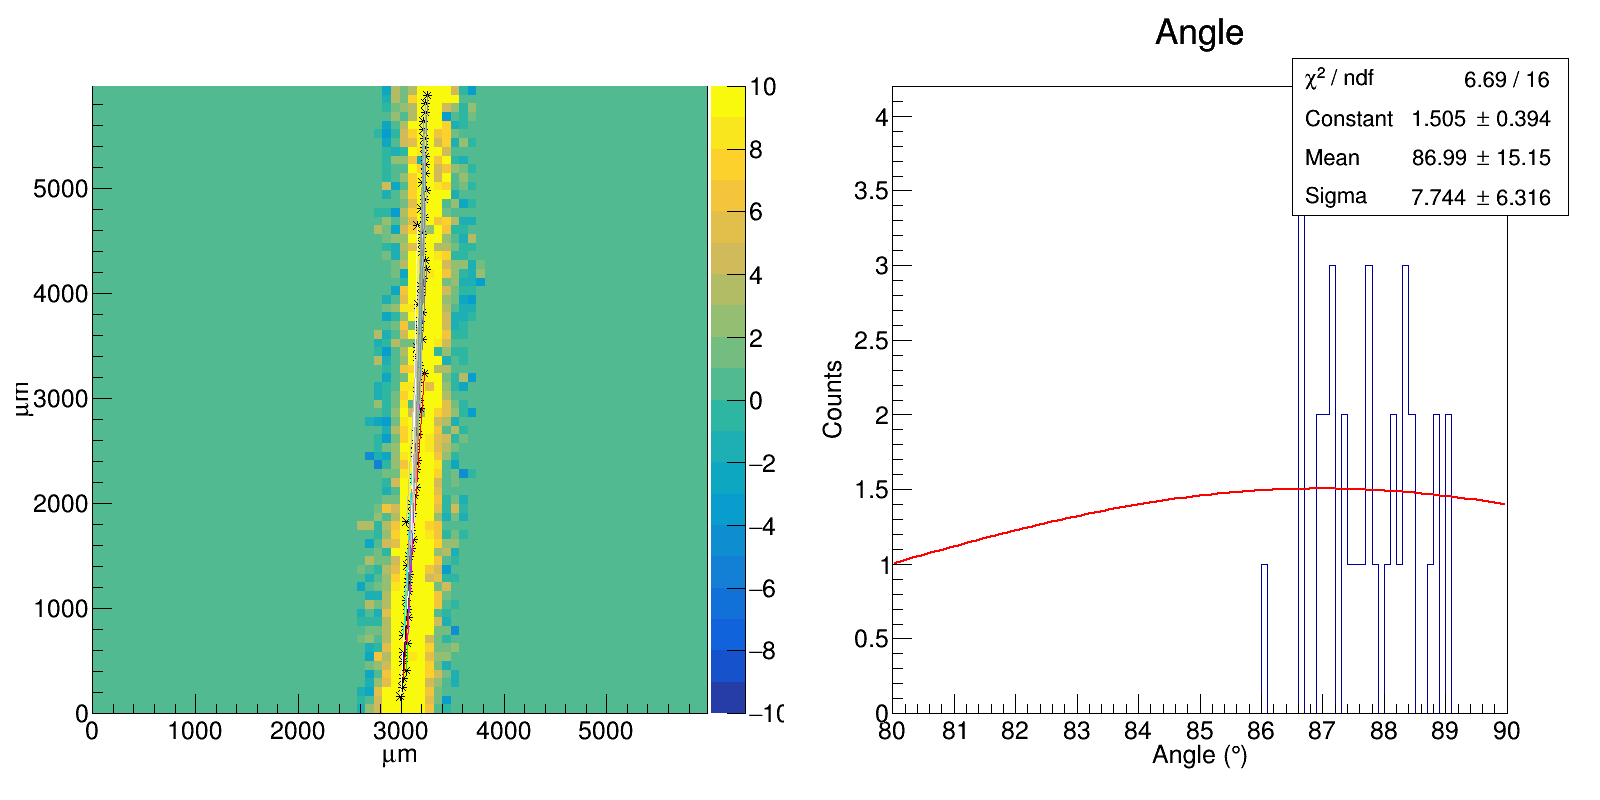 Angle
χ² / ndf 6.69 / 16
Constant 1.505 ± 0.394
Mean 86.99 ± 15.15
Sigma 7.744 ± 6.316
5000
4000
3000
2000
1000
0
μm
0 1000 2000 3000 4000 5000
μm
10
8
6
4
2
0
−2
−4
−6
−8
−10
4
3.5
3
2.5
2
1.5
1
0.5
0
Counts
80 81 82 83 84 85 86 87 88 89 90
Angle (°)